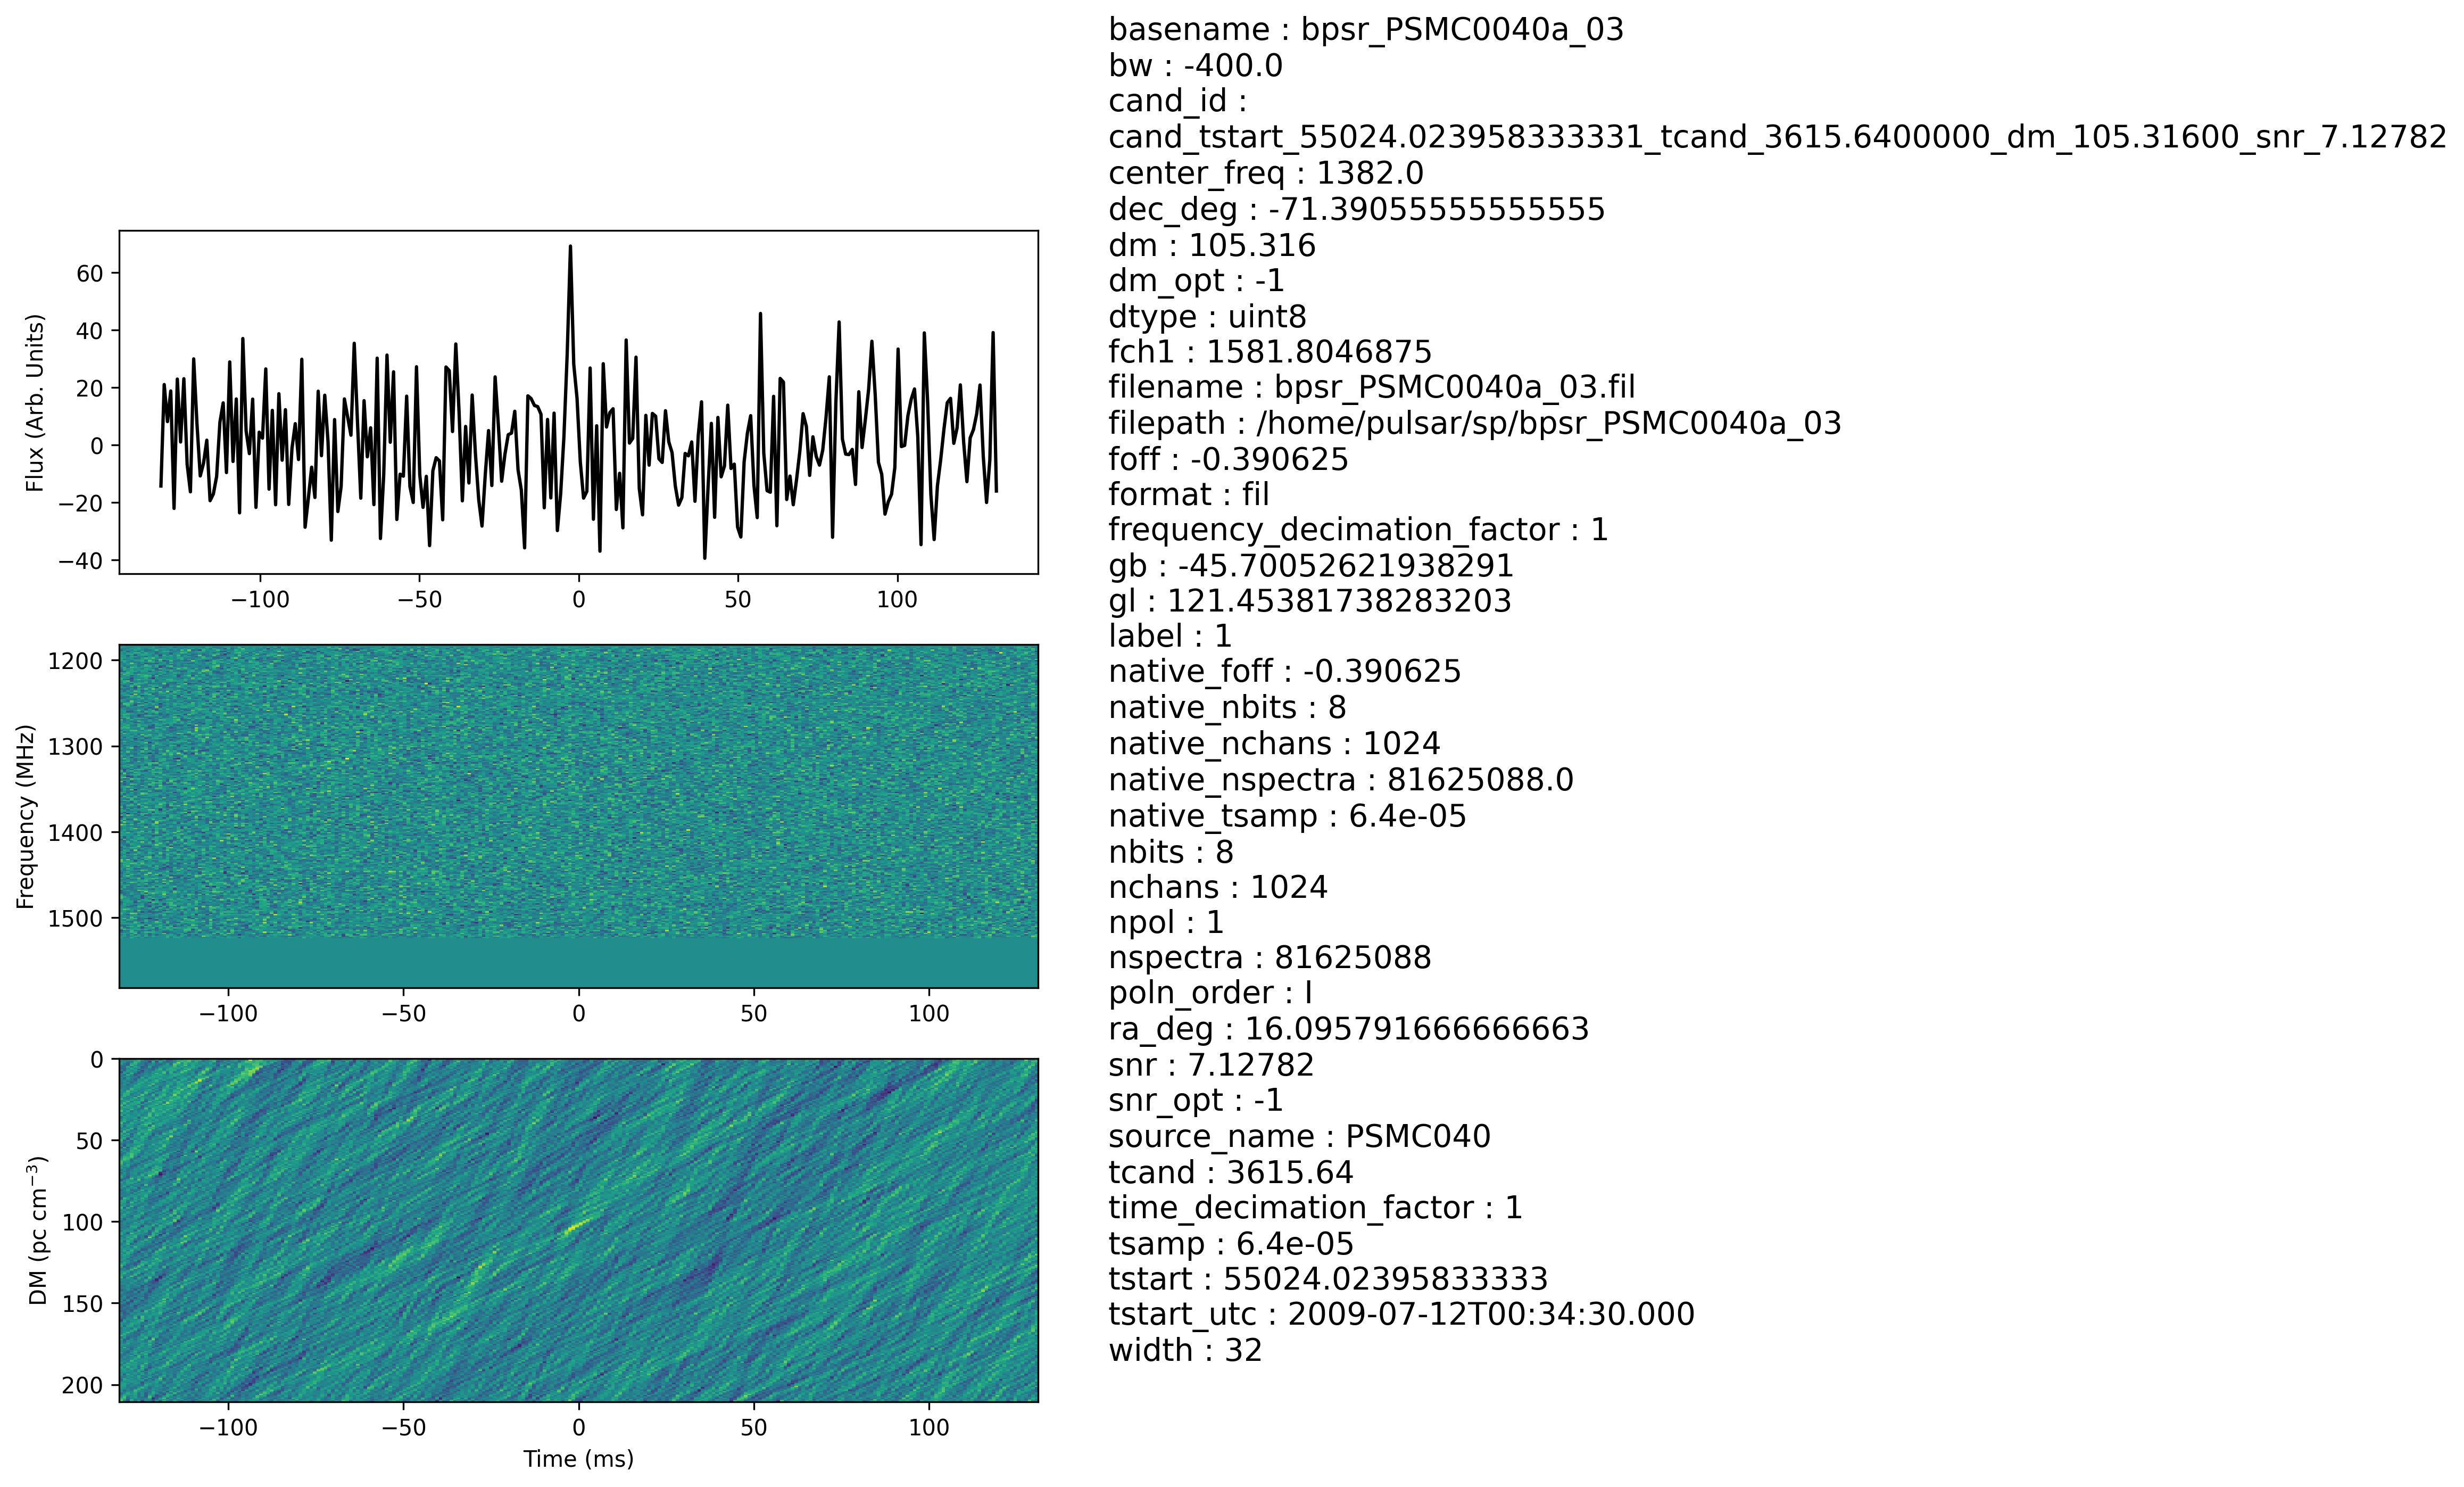 basename : bpsr_PSMC0040a_03
bw : -400.0
cand_id :
cand_tstart_55024.023958333331_tcand_3615.6400000_dm_105.31600_snr_7.12782
center_freq : 1382.0
dec_deg : -71.39055555555555
dm : 105.316
dm_opt : -1
dtype : uint8
fch1 : 1581.8046875
filename : bpsr_PSMC0040a_03.fil
filepath : /home/pulsar/sp/bpsr_PSMC0040a_03
foff : -0.390625
format : fil
frequency_decimation_factor : 1
gb : -45.70052621938291
gl : 121.45381738283203
label : 1
native_foff : -0.390625
native_nbits : 8
native_nchans : 1024
native_nspectra : 81625088.0
native_tsamp : 6.4e-05
nbits : 8
nchans : 1024
npol : 1
nspectra : 81625088
poln_order : I
ra_deg : 16.095791666666663
snr : 7.12782
snr_opt : -1
source_name : PSMC040
tcand : 3615.64
time_decimation_factor : 1
tsamp : 6.4e-05
tstart : 55024.02395833333
tstart_utc : 2009-07-12T00:34:30.000
width : 32
Flux (Arb. Units)
60
40
20
0
−20
−40
−100 −50 0 50 100
Frequency (MHz)
1200
1300
1400
1500
−100 −50 0 50 100
DM (pc cm⁻³)
0
50
100
150
200
−100 −50 0 50 100
Time (ms)